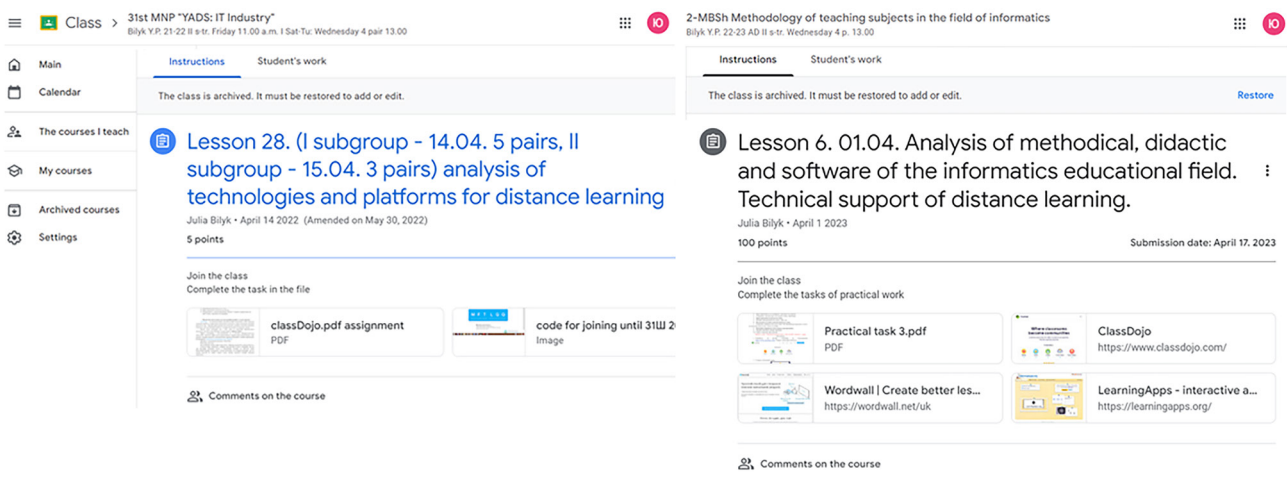 Class
31st MNP "YADS: IT Industry"
Bilyk Y.P. 21-22 II s-tr. Friday 11.00 a.m. I Sat-Tu: Wednesday 4 pair 13.00
Ю
Main
Calendar
The courses I teach
My courses
Archived courses
Settings
Instructions
Student's work
The class is archived. It must be restored to add or edit.
Lesson 28. (I subgroup - 14.04. 5 pairs, II
subgroup - 15.04. 3 pairs) analysis of
technologies and platforms for distance learning
Julia Bilyk • April 14 2022 (Amended on May 30, 2022)
5 points
Join the class
Complete the task in the file
classDojo.pdf assignment
PDF
code for joining until 31Ш 2
Image
Comments on the course
2-MBSh Methodology of teaching subjects in the field of informatics
Bilyk Y.P. 22-23 AD II s-tr. Wednesday 4 p. 13.00
Ю
Instructions
Student's work
The class is archived. It must be restored to add or edit.
Restore
Lesson 6. 01.04. Analysis of methodical, didactic
and software of the informatics educational field.
Technical support of distance learning.
Julia Bilyk • April 1 2023
100 points
Submission date: April 17. 2023
Join the class
Complete the tasks of practical work
Practical task 3.pdf
PDF
ClassDojo
https://www.classdojo.com/
Wordwall | Create better les...
https://wordwall.net/uk
LearningApps - interactive a...
https://learningapps.org/
Comments on the course